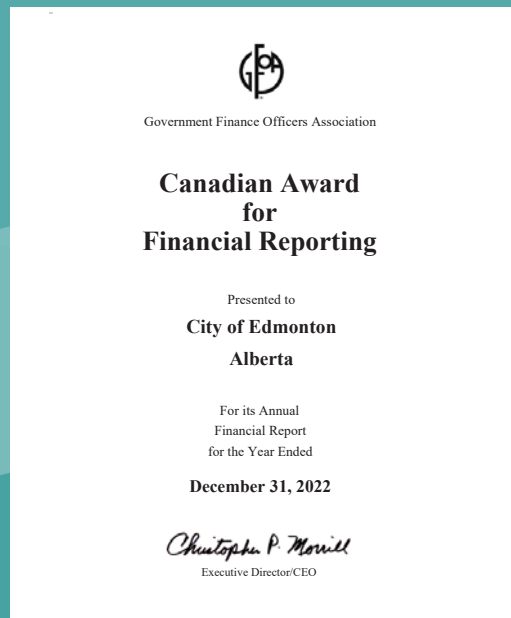 GFOA
Government Finance Officers Association
Canadian Award
for
Financial Reporting
Presented to
City of Edmonton
Alberta
For its Annual
Financial Report
for the Year Ended
December 31, 2022
Christopher P. Morrill
Executive Director/CEO